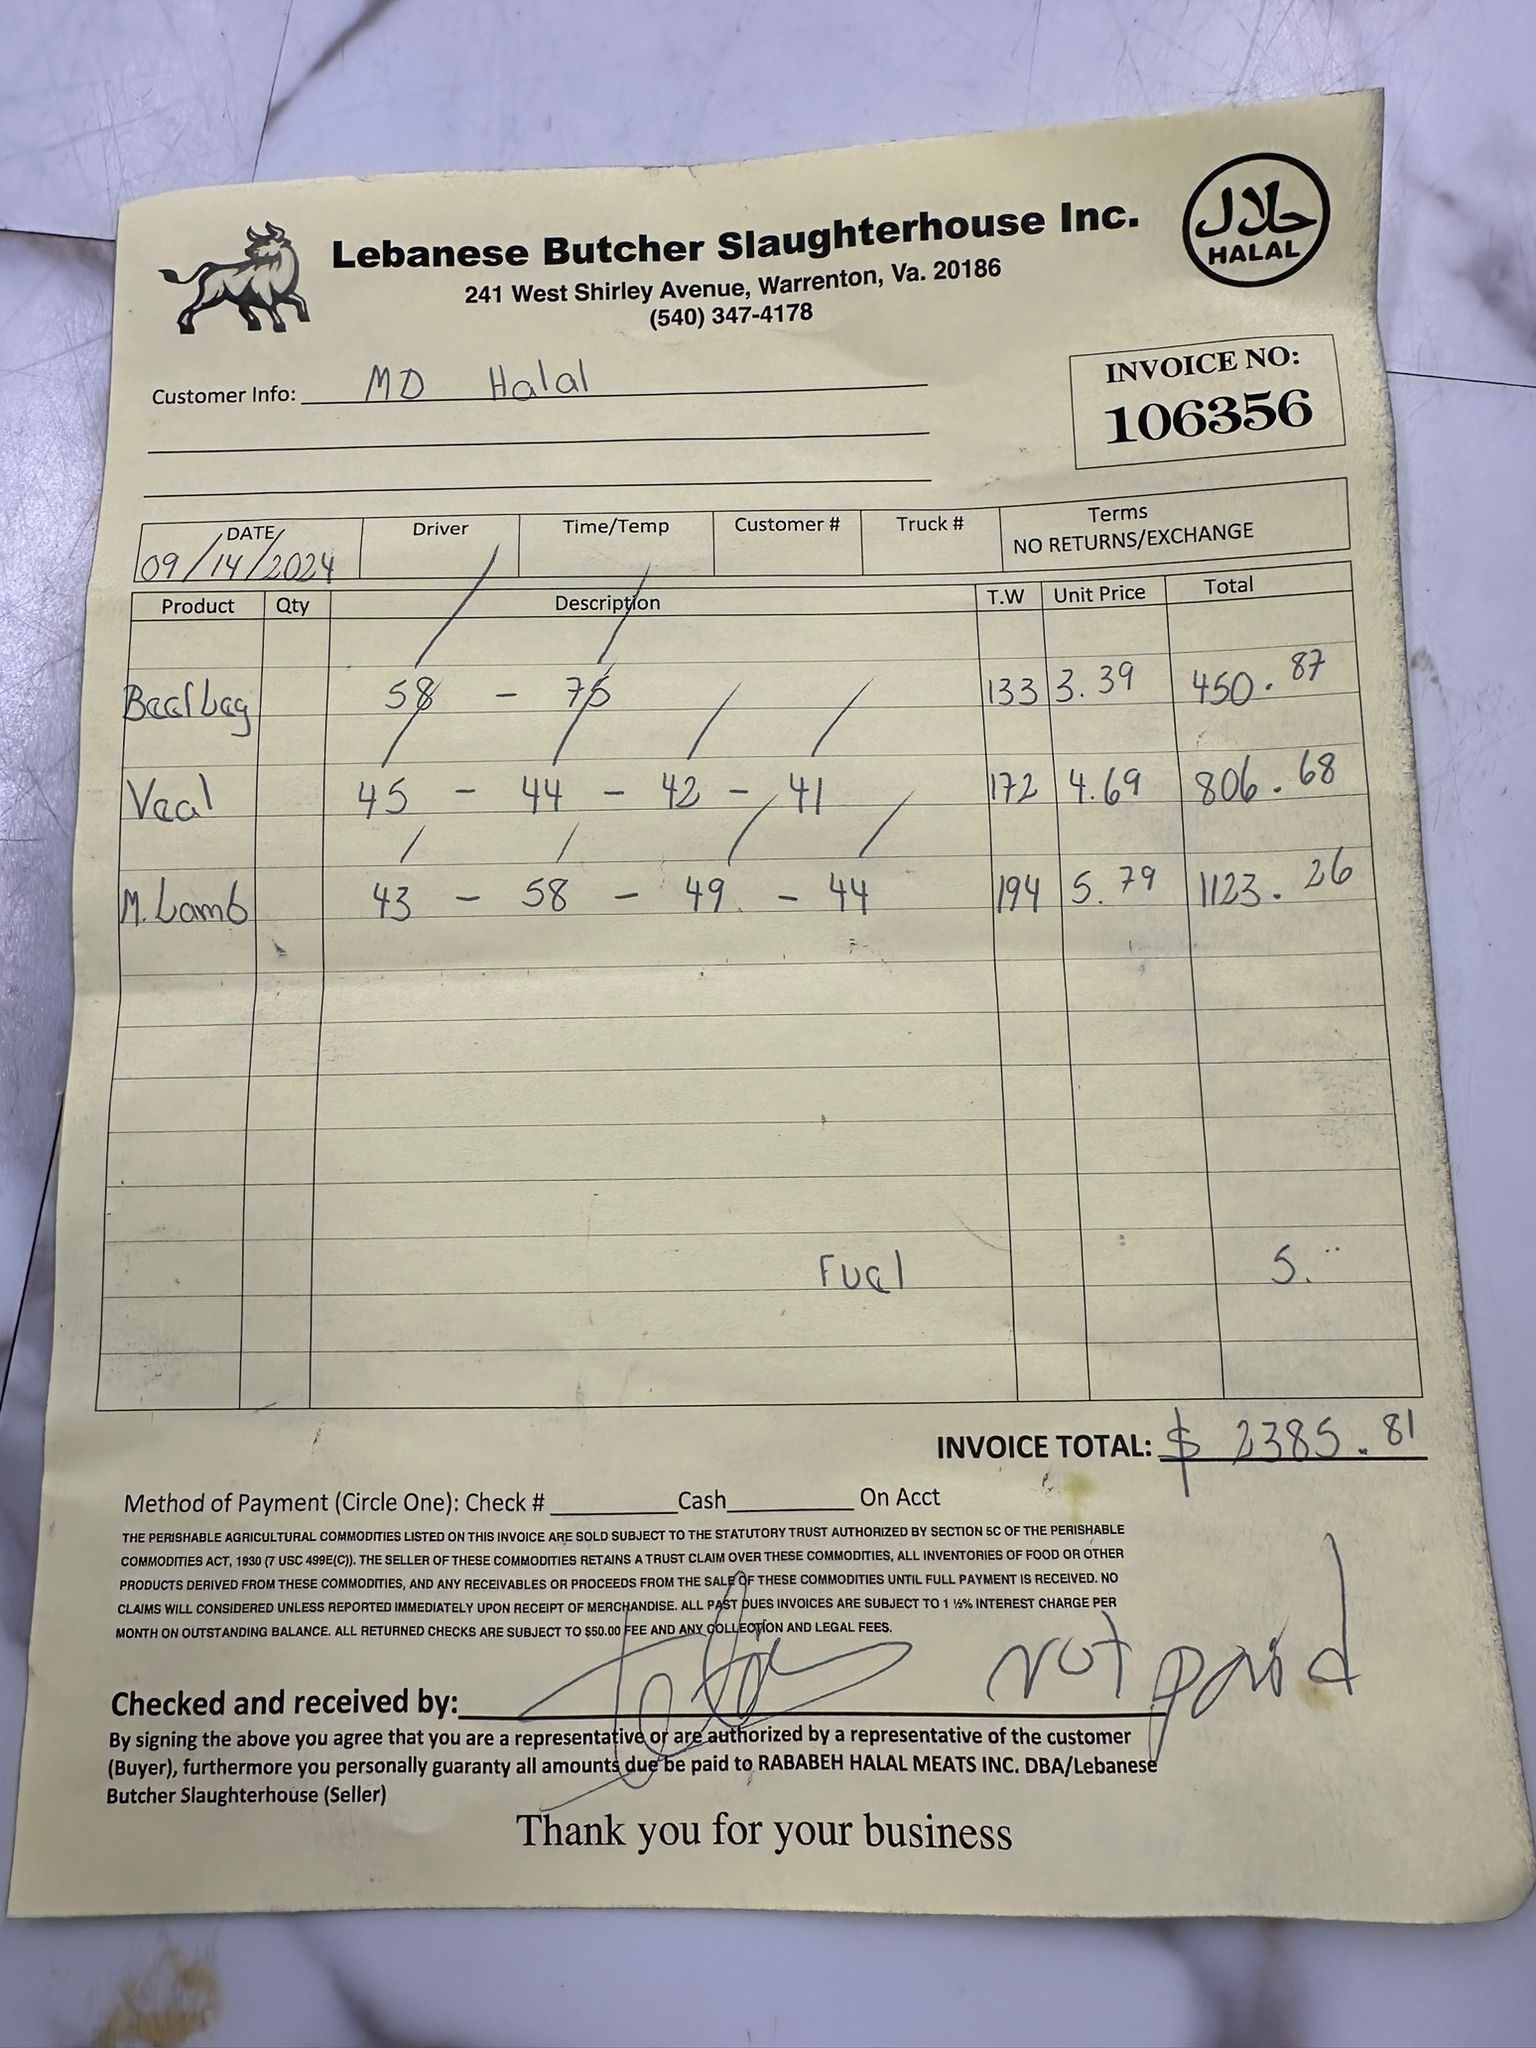 Lebanese Butcher Slaughterhouse Inc.
241 West Shirley Avenue, Warrenton, Va. 20186
(540) 347-4178
حلال
HALAL
Customer Info: MD Halal
INVOICE NO:
106356
DATE Driver Time/Temp Customer # Truck # Terms
09/14/2024 NO RETURNS/EXCHANGE
Product Qty Description T.W Unit Price Total
Beef Leg 58 - 75 133 3.39 450.87
Veal 45 - 44 - 42 - 41 172 4.69 806.68
M. Lamb 43 - 58 - 49 - 44 194 5.79 1123.26
Fuel 5.
INVOICE TOTAL: $ 2385.81
Method of Payment (Circle One): Check # Cash On Acct
THE PERISHABLE AGRICULTURAL COMMODITIES LISTED ON THIS INVOICE ARE SOLD SUBJECT TO THE STATUTORY TRUST AUTHORIZED BY SECTION 5C OF THE PERISHABLE
COMMODITIES ACT, 1930 (7 USC 499E(C)). THE SELLER OF THESE COMMODITIES RETAINS A TRUST CLAIM OVER THESE COMMODITIES, ALL INVENTORIES OF FOOD OR OTHER
PRODUCTS DERIVED FROM THESE COMMODITIES, AND ANY RECEIVABLES OR PROCEEDS FROM THE SALE OF THESE COMMODITIES UNTIL FULL PAYMENT IS RECEIVED. NO
CLAIMS WILL CONSIDERED UNLESS REPORTED IMMEDIATELY UPON RECEIPT OF MERCHANDISE. ALL PAST DUES INVOICES ARE SUBJECT TO 1 ½% INTEREST CHARGE PER
MONTH ON OUTSTANDING BALANCE. ALL RETURNED CHECKS ARE SUBJECT TO $50.00 FEE AND ANY COLLECTION AND LEGAL FEES.
not paid
Checked and received by:
By signing the above you agree that you are a representative or are authorized by a representative of the customer
(Buyer), furthermore you personally guaranty all amounts due be paid to RABABEH HALAL MEATS INC. DBA/Lebanese
Butcher Slaughterhouse (Seller)
Thank you for your business